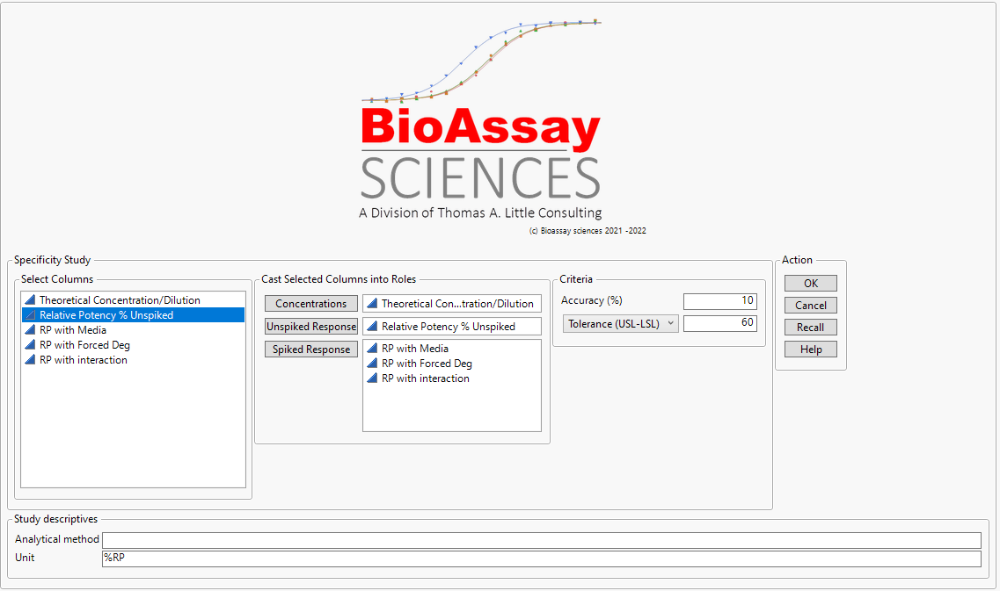 BioAssay
SCIENCES
A Division of Thomas A. Little Consulting
(c) Bioassay sciences 2021 -2022
Specificity Study
Select Columns
Theoretical Concentration/Dilution
Relative Potency % Unspiked
RP with Media
RP with Forced Deg
RP with interaction
Cast Selected Columns into Roles
Concentrations
Theoretical Con...tration/Dilution
Unspiked Response
Relative Potency % Unspiked
Spiked Response
RP with Media
RP with Forced Deg
RP with interaction
Criteria
Accuracy (%)
10
Tolerance (USL-LSL)
60
Action
OK
Cancel
Recall
Help
Study descriptives
Analytical method
Unit
%RP